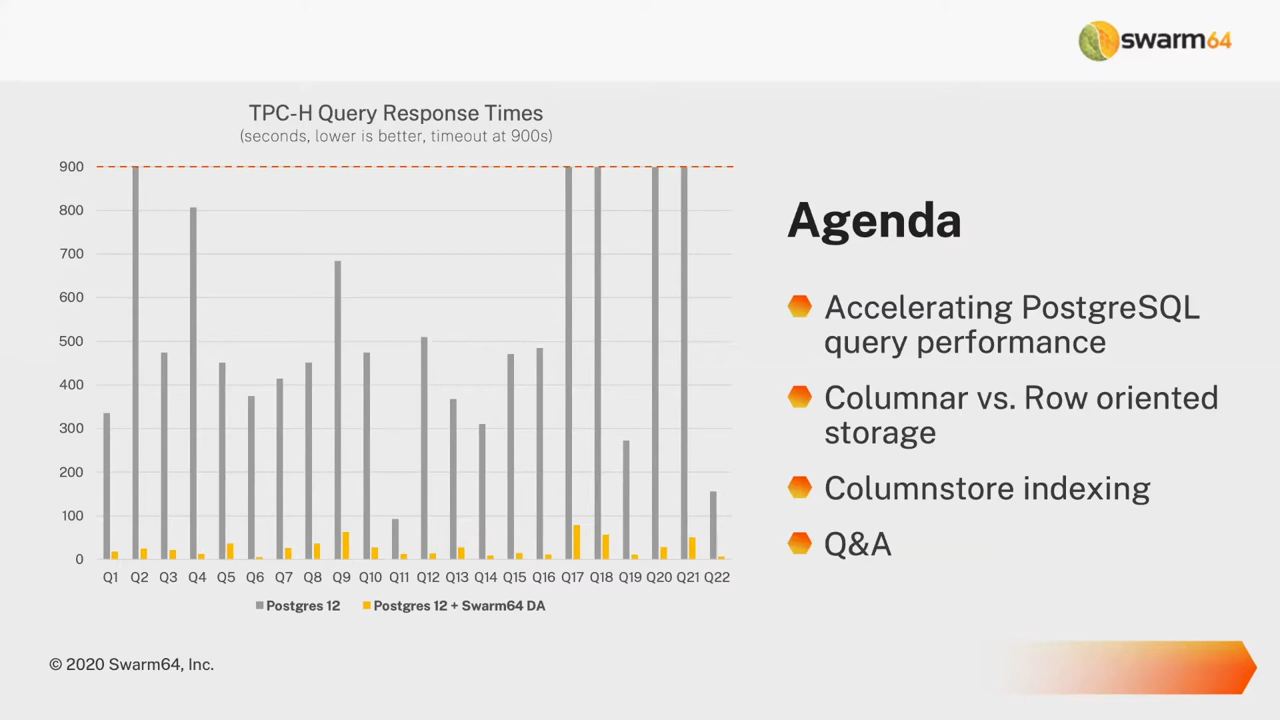 swarm64
TPC-H Query Response Times
(seconds, lower is better, timeout at 900s)
900
800
700
600
500
400
300
200
100
0
Q1 Q2 Q3 Q4 Q5 Q6 Q7 Q8 Q9 Q10 Q11 Q12 Q13 Q14 Q15 Q16 Q17 Q18 Q19 Q20 Q21 Q22
Postgres 12 Postgres 12 + Swarm64 DA
Agenda
Accelerating PostgreSQL
query performance
Columnar vs. Row oriented
storage
Columnstore indexing
Q&A
© 2020 Swarm64, Inc.